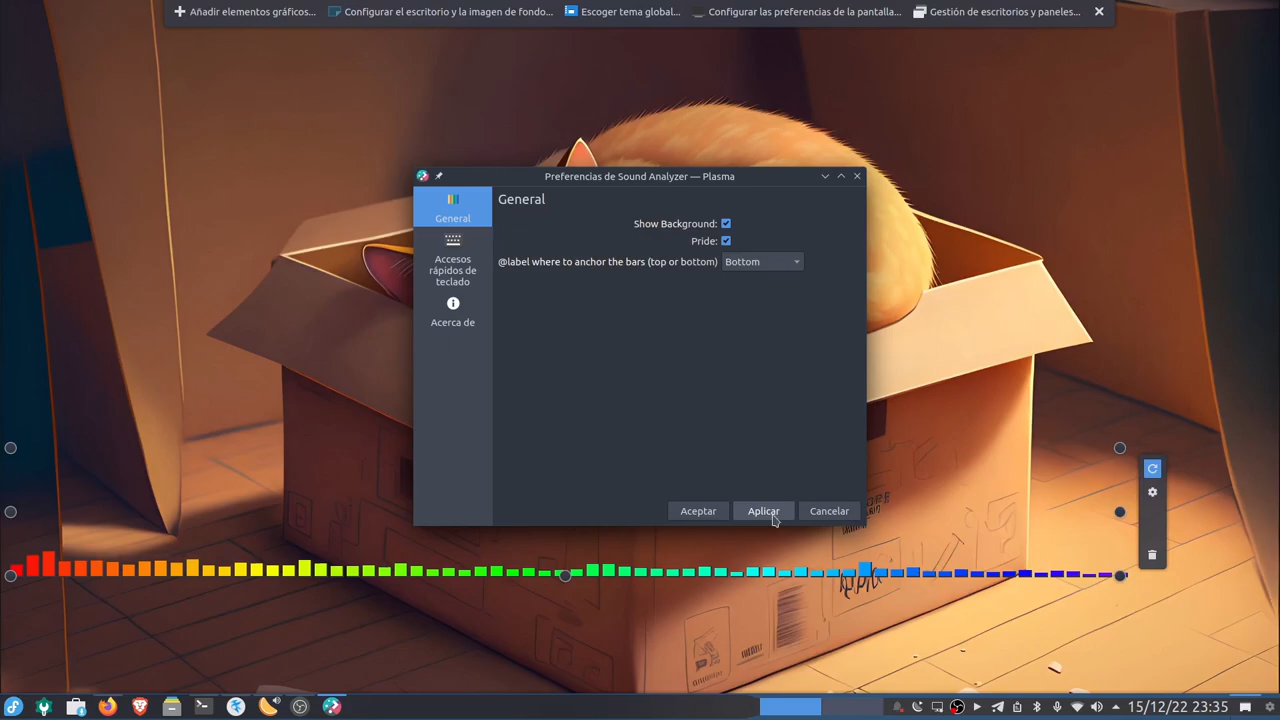 Añadir elementos gráficos...
Configurar el escritorio y la imagen de fondo...
Escoger tema global...
Configurar las preferencias de la pantalla...
Gestión de escritorios y paneles...
Preferencias de Sound Analyzer — Plasma
General
General
Show Background:
Pride:
@label where to anchor the bars (top or bottom)
Bottom
Accesos
rápidos de
teclado
Acerca de
Aceptar
Aplicar
Cancelar
15/12/22 23:35